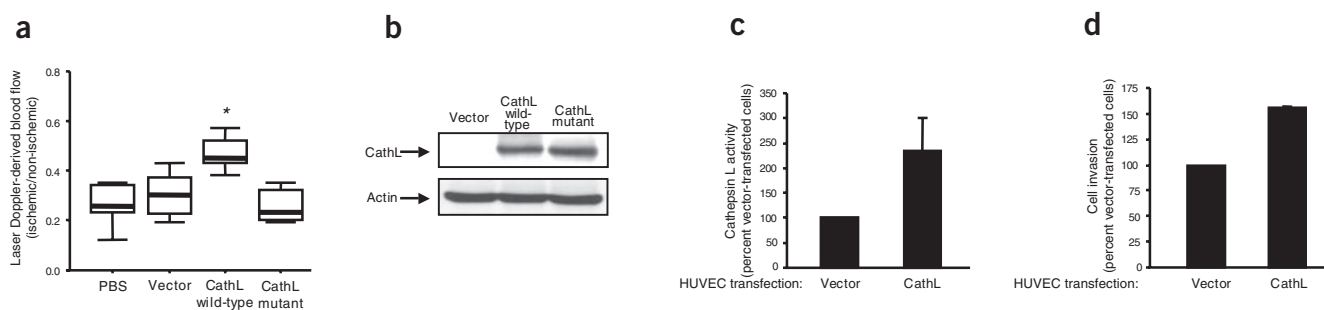 a
Laser Doppler-derived blood flow
(ischemic/non-ischemic)
0.8
0.6
0.4
0.2
0.0
*
PBS
Vector
CathL
wild-type
CathL
mutant
b
Vector
CathL
wild-
type
CathL
mutant
CathL
Actin
c
Cathepsin L activity
(percent vector-transfected cells)
350
300
250
200
150
100
50
0
HUVEC transfection:
Vector
CathL
d
Cell invasion
(percent vector-transfected cells)
175
150
125
100
75
50
25
0
HUVEC transfection:
Vector
CathL